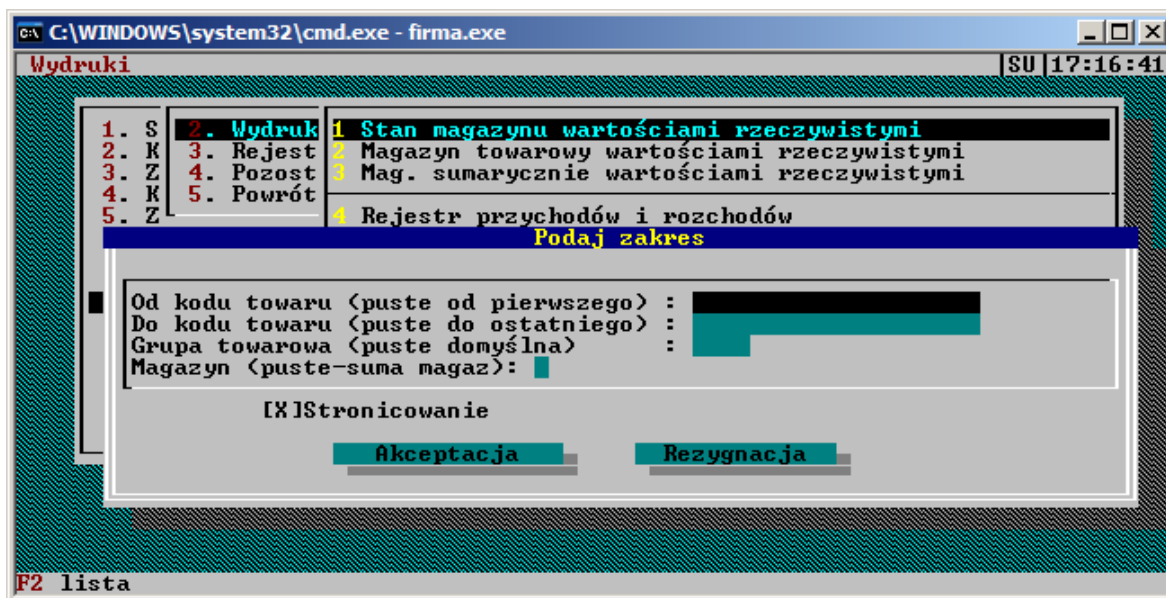 C:\WINDOWS\system32\cmd.exe - firma.exe
Wydruki |SU|17:16:41
1. S 2. Wydruk 1 Stan magazynu wartościami rzeczywistymi
2. K 3. Rejest 2 Magazyn towarowy wartościami rzeczywistymi
3. Z 4. Pozost 3 Mag. sumarycznie wartościami rzeczywistymi
4. K 5. Powrót
5. Z 4 Rejestr przychodów i rozchodów
Podaj zakres
Od kodu towaru (puste od pierwszego) :
Do kodu towaru (puste do ostatniego) :
Grupa towarowa (puste domyślna) :
Magazyn (puste-suma magaz):
[X]Stronicowanie
Akceptacja Rezygnacja
F2 lista